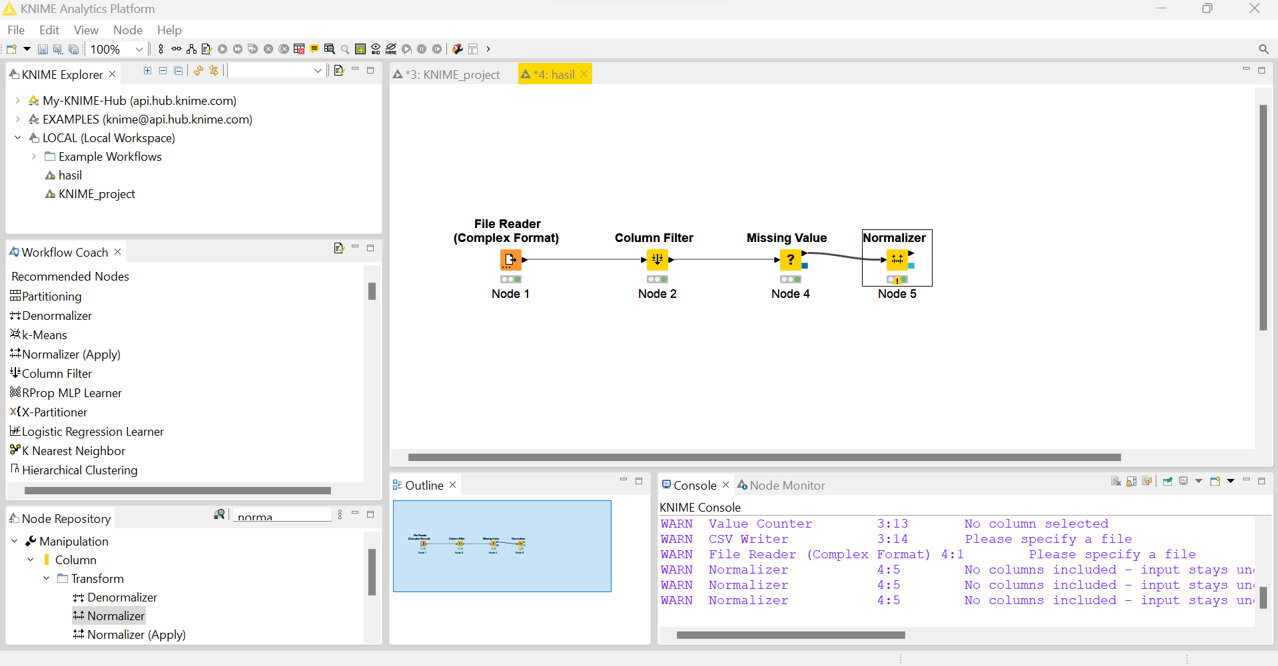 KNIME Analytics Platform
File Edit View Node Help
100%
KNIME Explorer
My-KNIME-Hub (api.hub.knime.com)
EXAMPLES (knime@api.hub.knime.com)
LOCAL (Local Workspace)
Example Workflows
hasil
KNIME_project
Workflow Coach
Recommended Nodes
Partitioning
Denormalizer
k-Means
Normalizer (Apply)
Column Filter
RProp MLP Learner
X-Partitioner
Logistic Regression Learner
K Nearest Neighbor
Hierarchical Clustering
Node Repository
norma
Manipulation
Column
Transform
Denormalizer
Normalizer
Normalizer (Apply)
*3: KNIME_project
*4: hasil
File Reader
(Complex Format)
Node 1
Column Filter
Node 2
Missing Value
?
Node 4
Normalizer
Node 5
Outline
Console
Node Monitor
KNIME Console
WARN Value Counter 3:13 No column selected
WARN CSV Writer 3:14 Please specify a file
WARN File Reader (Complex Format) 4:1 Please specify a file
WARN Normalizer 4:5 No columns included - input stays
WARN Normalizer 4:5 No columns included - input stays
WARN Normalizer 4:5 No columns included - input stays